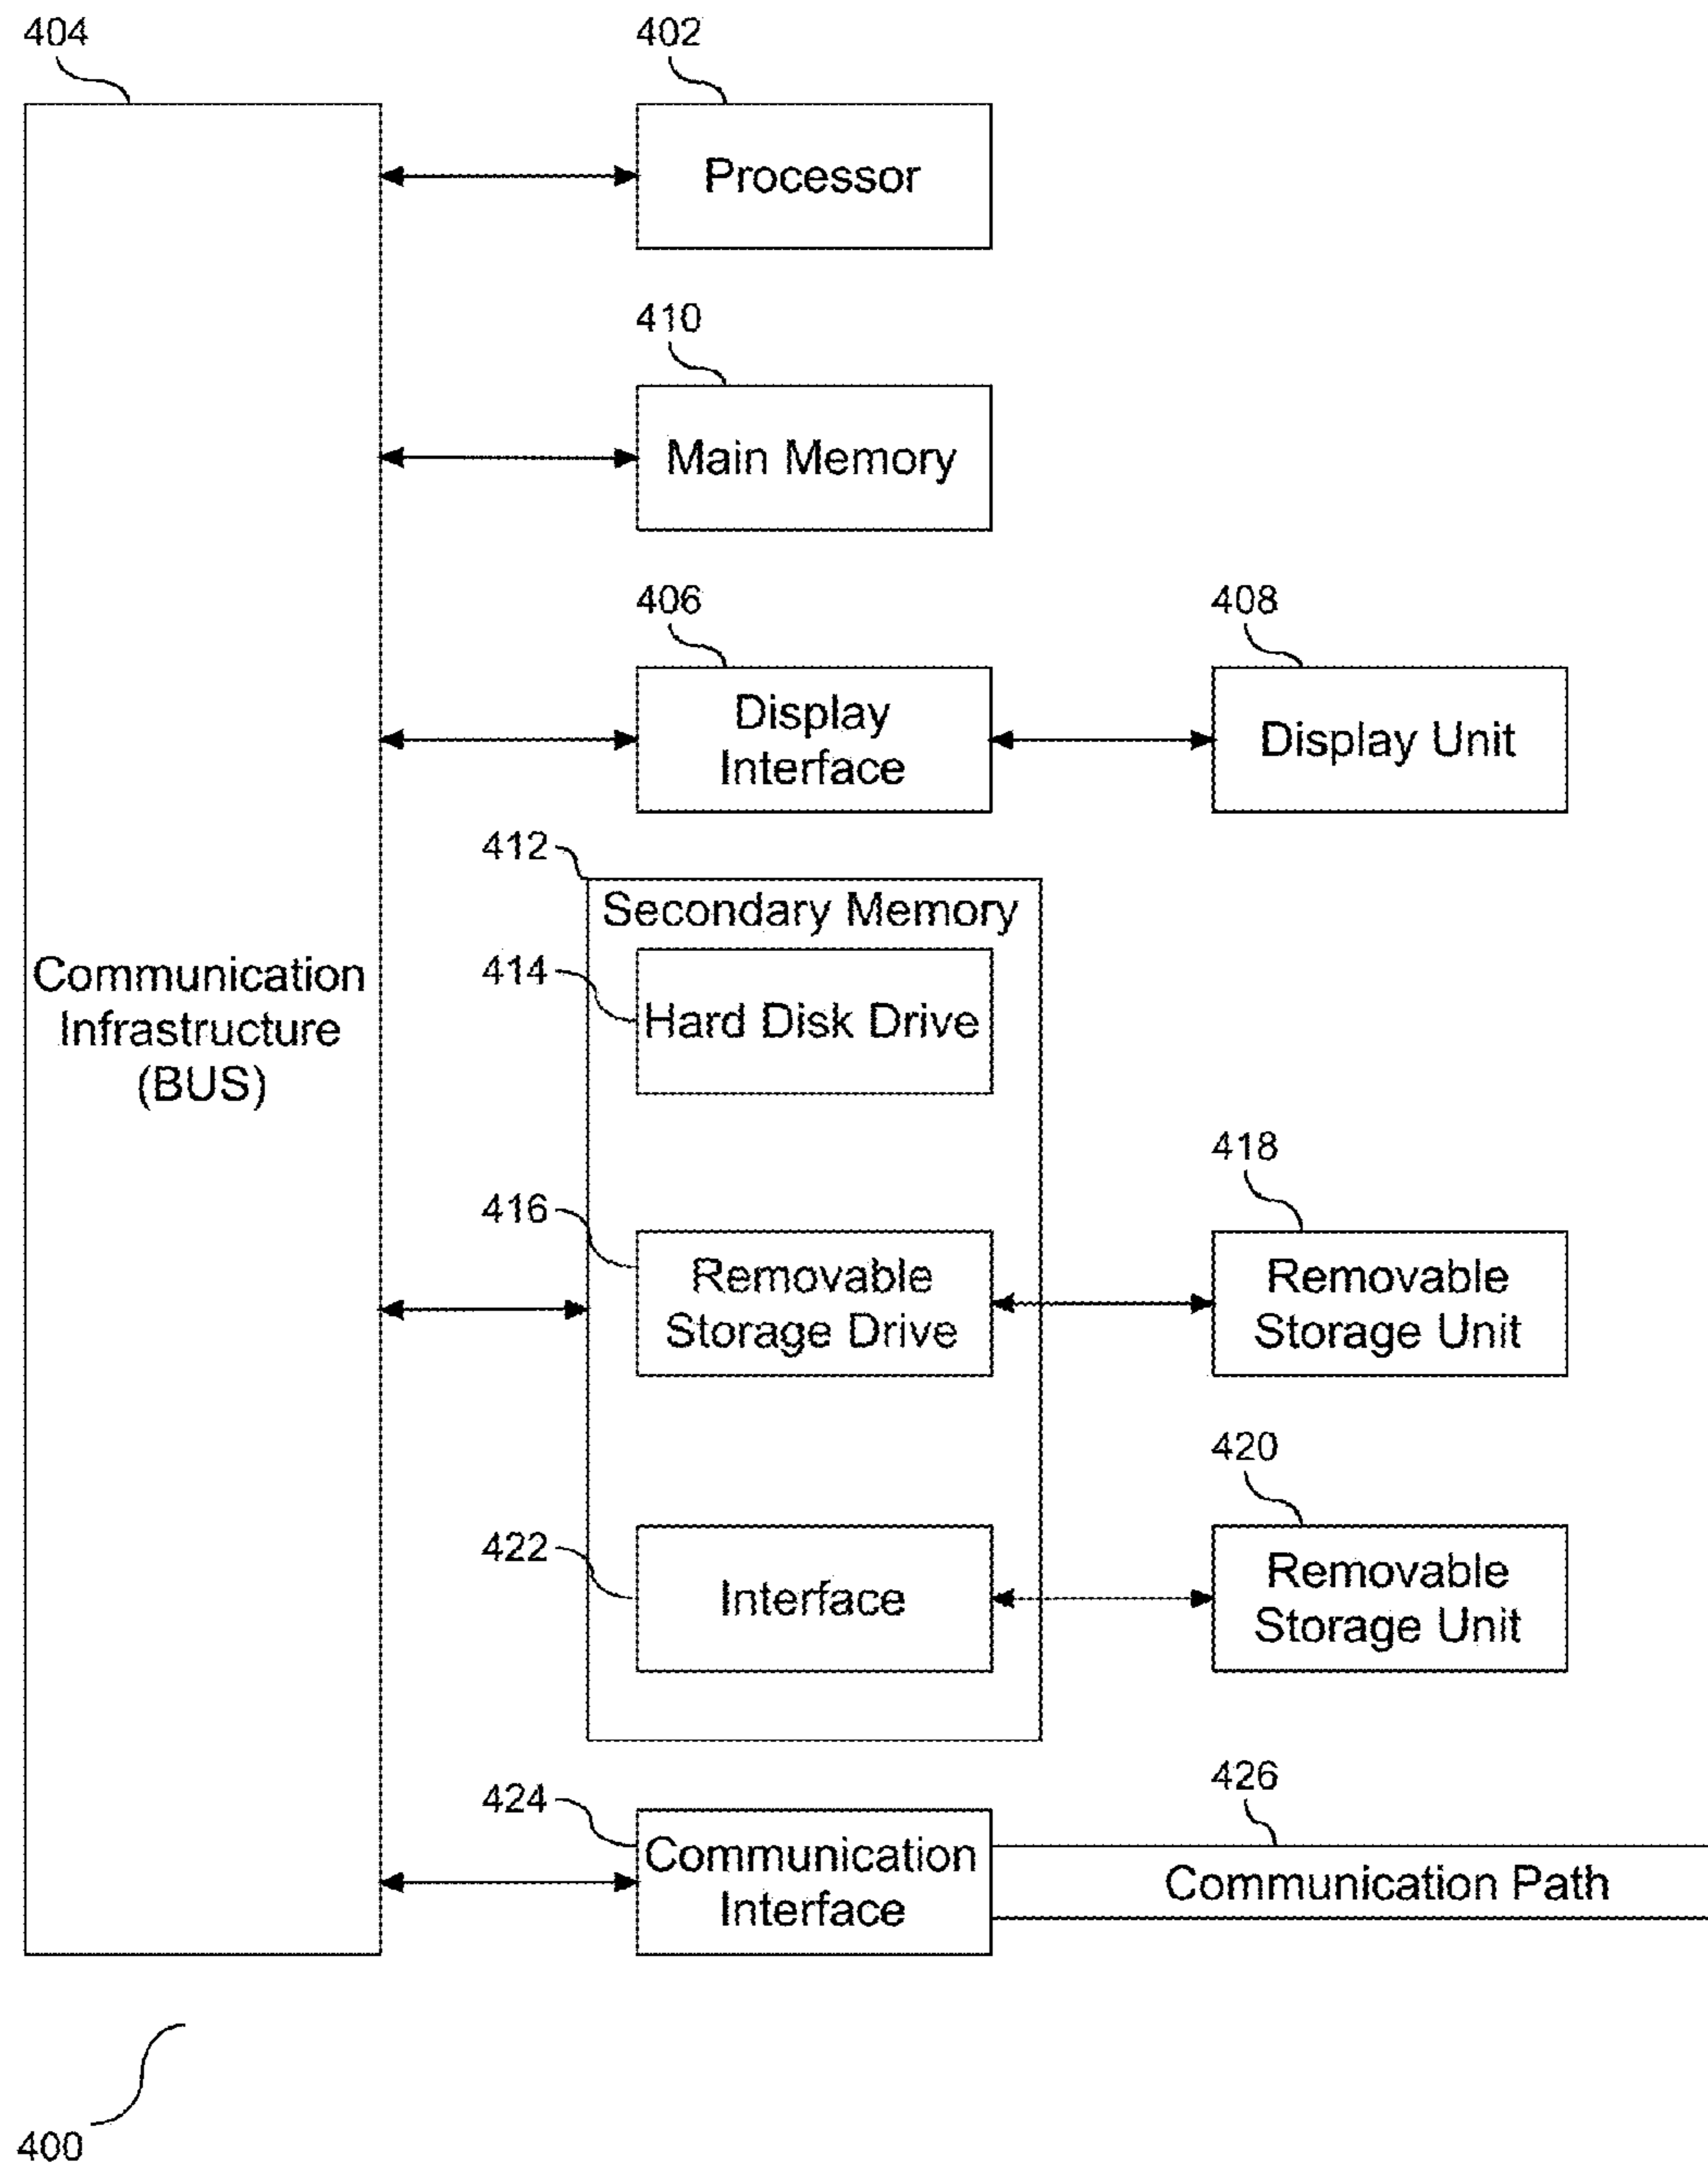 404
402
Processor
410
Main Memory
406
408
Display
Interface
Display Unit
412
Secondary Memory
414
Hard Disk Drive
Communication
Infrastructure
(BUS)
416
418
Removable
Storage Drive
Removable
Storage Unit
420
422
Interface
Removable
Storage Unit
424
426
Communication
Interface
Communication Path
400